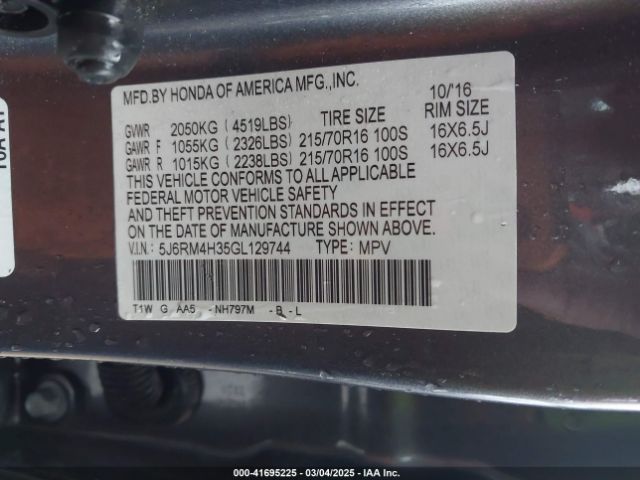 MFD.BY HONDA OF AMERICA MFG.,INC. 10/'16
TIRE SIZE RIM SIZE
GVWR 2050KG ( 4519LBS)
GAWR F 1055KG ( 2326LBS) 215/70R16 100S 16X6.5J
GAWR R 1015KG ( 2238LBS) 215/70R16 100S 16X6.5J
THIS VEHICLE CONFORMS TO ALL APPLICABLE
FEDERAL MOTOR VEHICLE SAFETY
AND THEFT PREVENTION STANDARDS IN EFFECT
ON THE DATE OF MANUFACTURE SHOWN ABOVE.
V.I.N.: 5J6RM4H35GL129744 TYPE: MPV
T1W G AA5 -NH797M -B -L
000-41695225 - 03/04/2025 - IAA Inc.